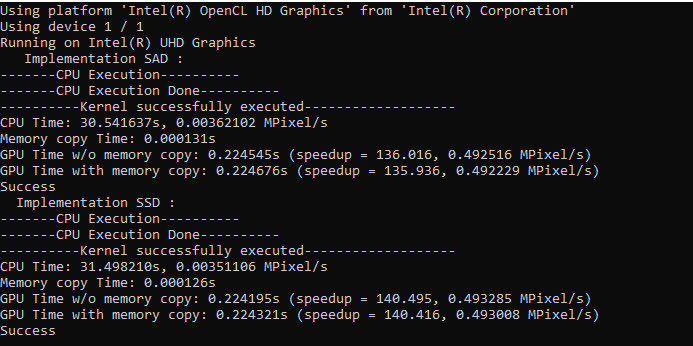 Using platform 'Intel(R) OpenCL HD Graphics' from 'Intel(R) Corporation'
Using device 1 / 1
Running on Intel(R) UHD Graphics
   Implementation SAD :
-------CPU Execution----------
-------CPU Execution Done----------
----------Kernel successfully executed-------------------
CPU Time: 30.541637s, 0.00362102 MPixel/s
Memory copy Time: 0.000131s
GPU Time w/o memory copy: 0.224545s (speedup = 136.016, 0.492516 MPixel/s)
GPU Time with memory copy: 0.224676s (speedup = 135.936, 0.492229 MPixel/s)
Success
  Implementation SSD :
-------CPU Execution----------
-------CPU Execution Done----------
----------Kernel successfully executed-------------------
CPU Time: 31.498210s, 0.00351106 MPixel/s
Memory copy Time: 0.000126s
GPU Time w/o memory copy: 0.224195s (speedup = 140.495, 0.493285 MPixel/s)
GPU Time with memory copy: 0.224321s (speedup = 140.416, 0.493008 MPixel/s)
Success